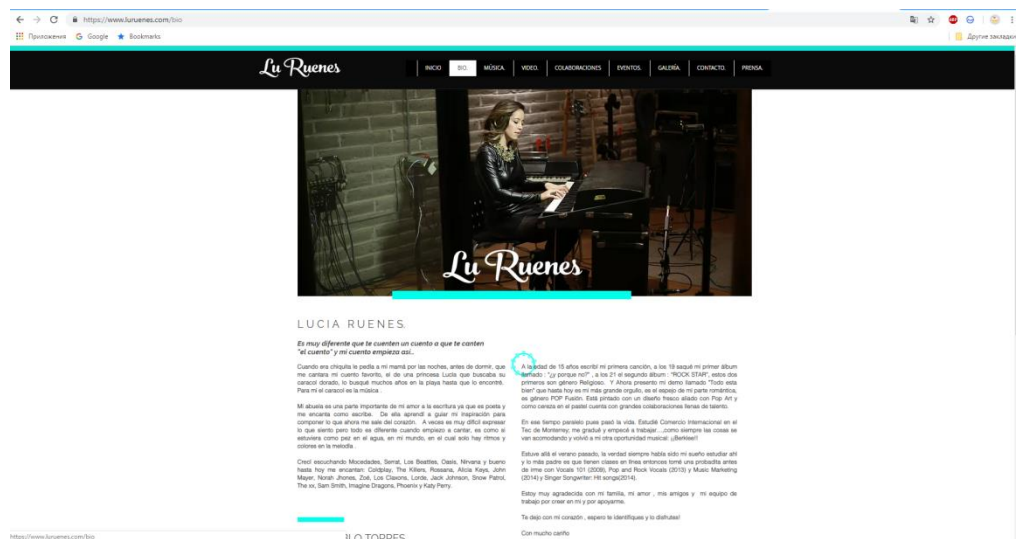 https://www.luruenes.com/bio
Приложения Google Bookmarks Другие закладки
Lu Ruenes INICIO BIO. MÚSICA. VIDEO. COLABORACIONES EVENTOS. GALERÍA. CONTACTO. PRENSA.
Lu Ruenes
LUCIA RUENES.
Es muy diferente que te cuenten un cuento a que te canten
"el cuento" y mi cuento empieza así..
Cuando era chiquita le pedía a mi mamá por las noches, antes de dormir, que
me cantara mi cuento favorito, el de una princesa Lucía que buscaba su
caracol dorado, lo busqué muchos años en la playa hasta que lo encontré.
Para mi el caracol es la música .
Mi abuela es una parte importante de mi amor a la escritura ya que es poeta y
me encanta como escribe. De ella aprendí a guiar mi inspiración para
componer lo que ahora me sale del corazón. A veces es muy difícil expresar
lo que siento pero todo es diferente cuando empiezo a cantar, es como si
estuviera como pez en el agua, en mi mundo, en el cual solo hay ritmos y
colores en la melodía .
Crecí escuchando Mocedades, Serrat, Los Beatles, Oasis, Nirvana y bueno
hasta hoy me encantan: Coldplay, The Killers, Rossana, Alicia Keys, John
Mayer, Norah Jhones, Zoé, Los Claxons, Lorde, Jack Johnson, Snow Patrol,
The xx, Sam Smith, Imagine Dragons, Phoenix y Katy Perry.
A la edad de 15 años escribí mi primera canción, a los 19 saqué mi primer álbum
llamado : "¿y porque no?" , a los 21 el segundo álbum : "ROCK STAR", estos dos
primeros son género Religioso. Y Ahora presento mi demo llamado "Todo esta
bien" que hasta hoy es mi más grande orgullo, es el espejo de mi parte romántica,
es género POP Fusión. Está pintado con un diseño fresco aliado con Pop Art y
como cereza en el pastel cuenta con grandes colaboraciones llenas de talento.
En ese tiempo paralelo pues pasó la vida. Estudié Comercio Internacional en el
Tec de Monterrey, me gradué y empecé a trabajar....,como siempre las cosas se
van acomodando y volvió a mi otra oportunidad musical: ¡¡Berklee!!
Estuve allá el verano pasado, la verdad siempre había sido mi sueño estudiar ahí
y lo más padre es que tienen clases en línea entonces tomé una probadita antes
de irme con Vocals 101 (2008), Pop and Rock Vocals (2013) y Music Marketing
(2014) y Singer Songwriter: Hit songs(2014).
Estoy muy agradecida con mi familia, mi amor , mis amigos y mi equipo de
trabajo por creer en mi y por apoyarme.
Te dejo con mi corazón , espero te identifiques y lo disfrutes!
Con mucho cariño
https://www.luruenes.com/bio
LO TORRES